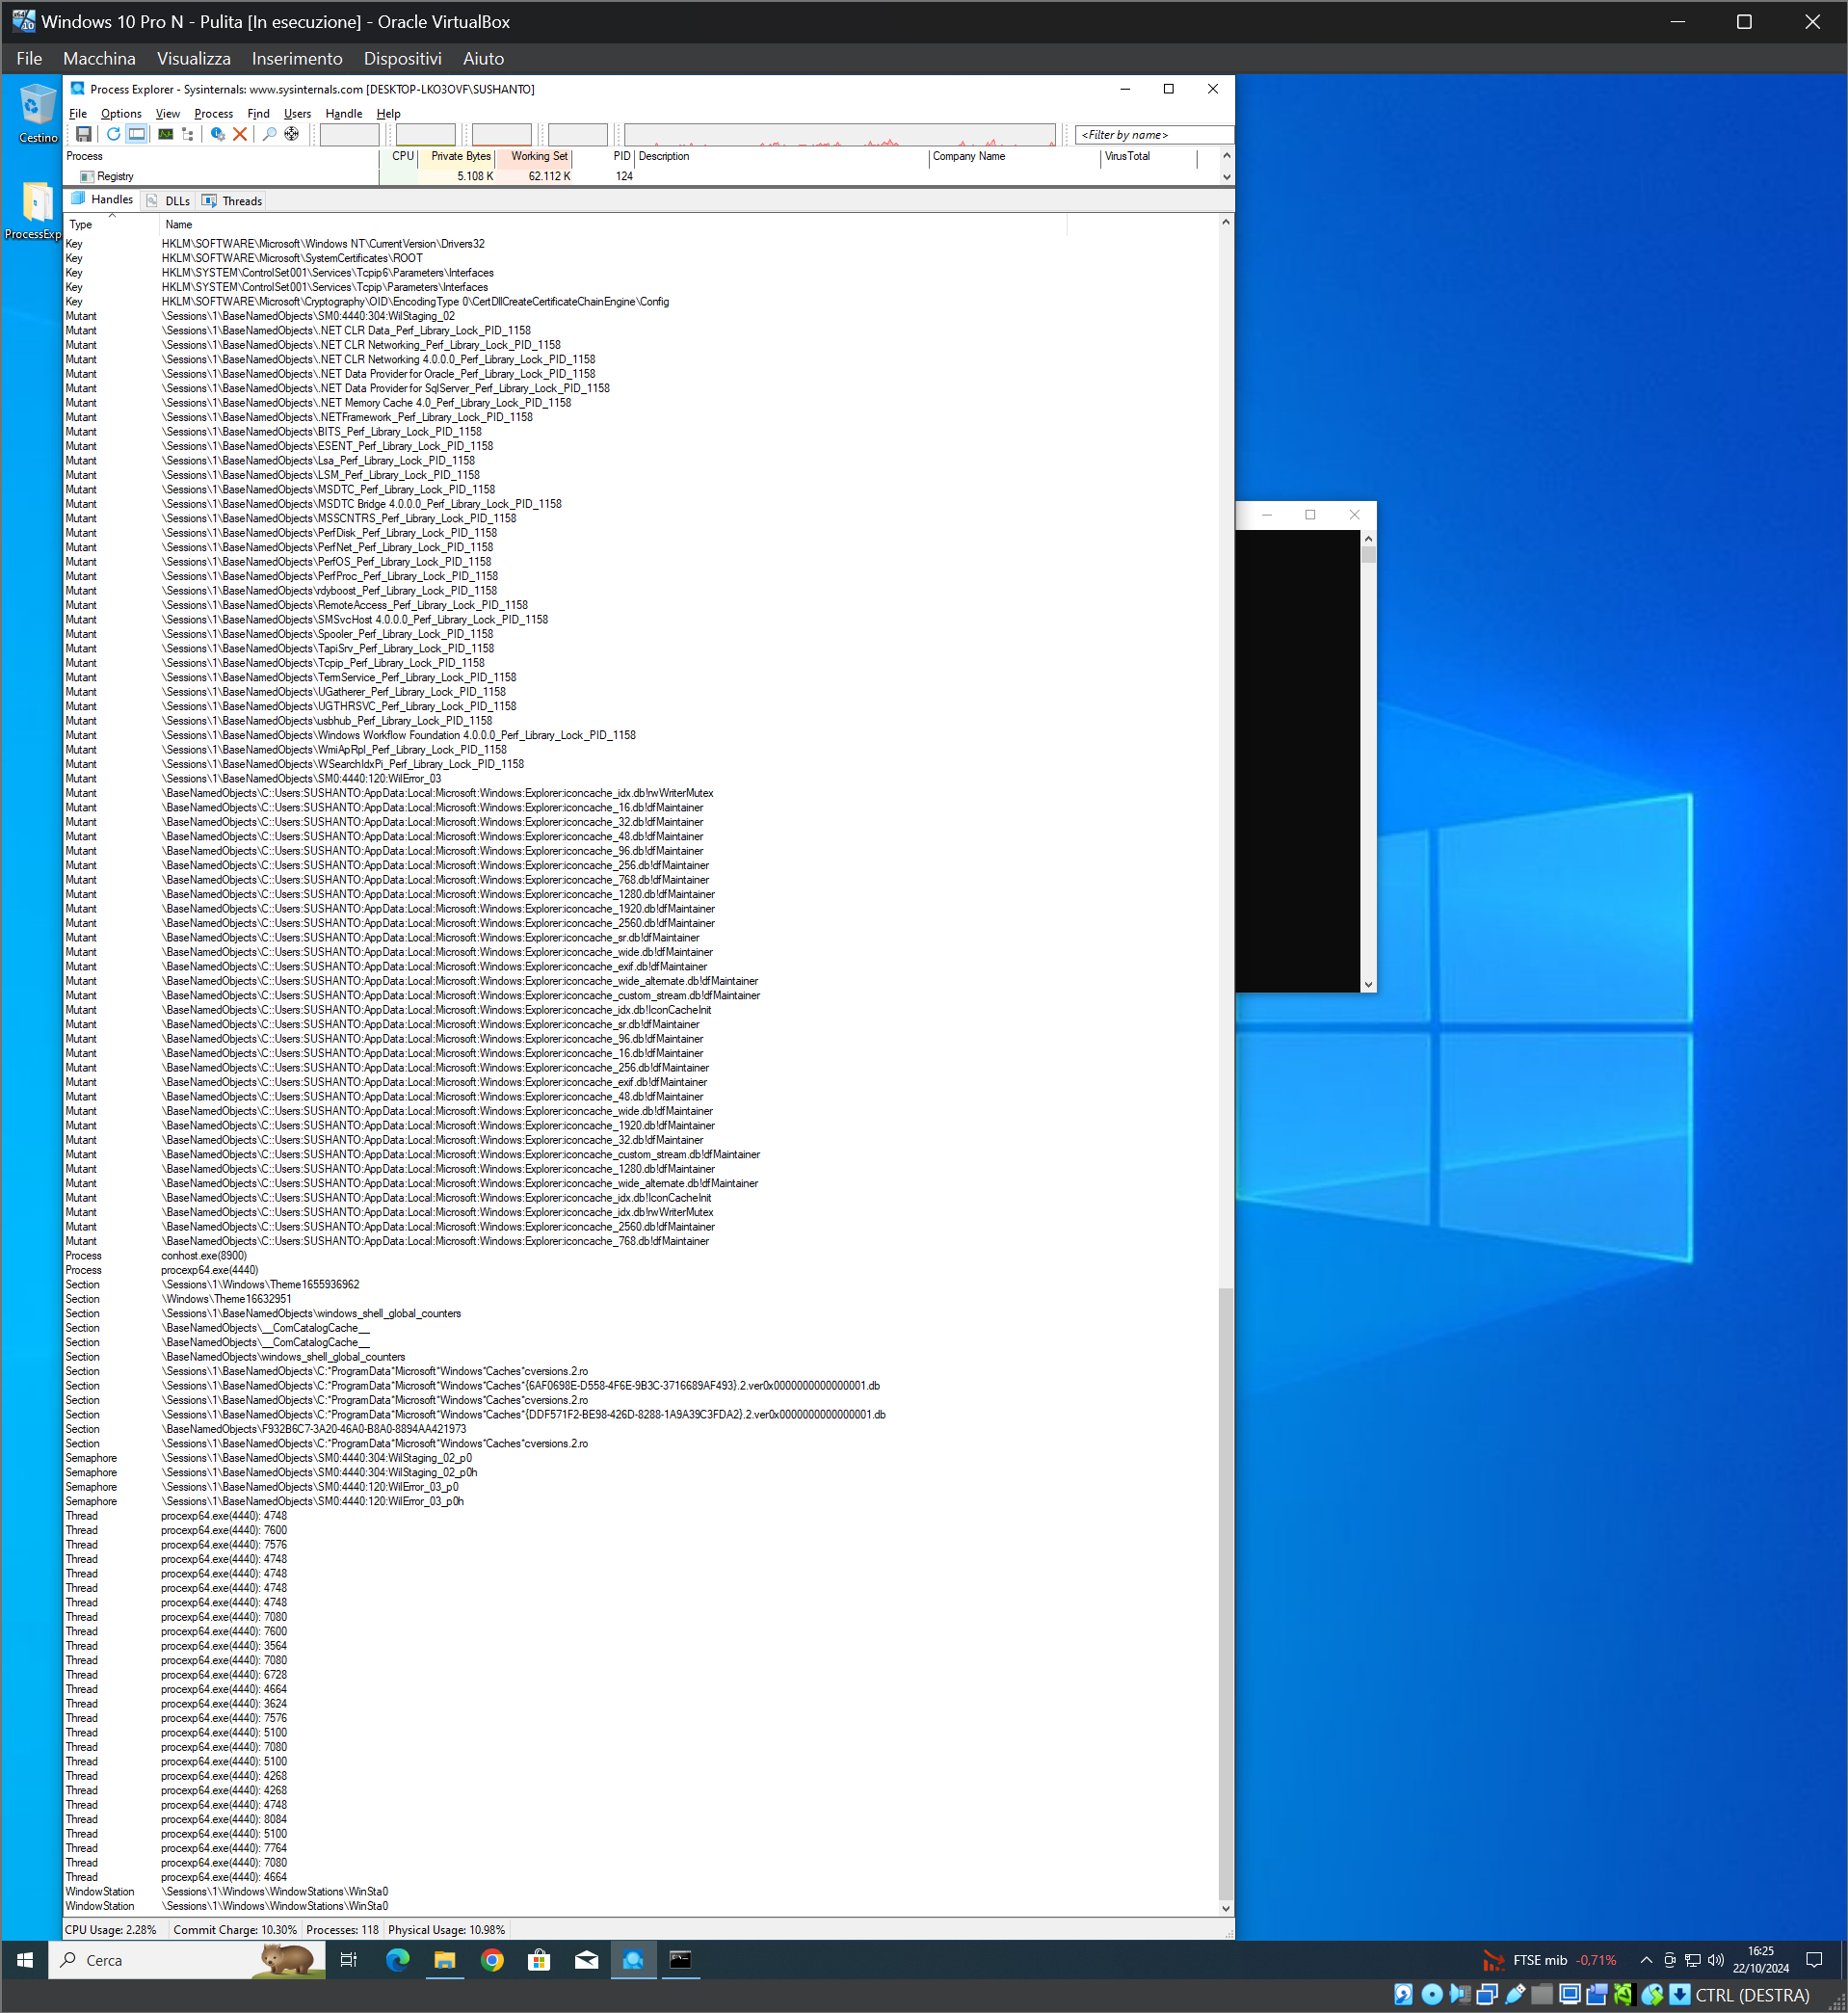 Windows 10 Pro N - Pulita [In esecuzione] - Oracle VirtualBox
File Macchina Visualizza Inserimento Dispositivi Aiuto
Cestino
ProcessExp
Process Explorer - Sysinternals: www.sysinternals.com [DESKTOP-LKO3OVF\SUSHANTO]
File Options View Process Find Users Handle Help
<Filter by name>
Process CPU Private Bytes Working Set PID Description Company Name VirusTotal
Registry 5.108 K 62.112 K 124
Handles DLLs Threads
Type Name
Key HKLM\SOFTWARE\Microsoft\Windows NT\CurrentVersion\Drivers32
Key HKLM\SOFTWARE\Microsoft\SystemCertificates\ROOT
Key HKLM\SYSTEM\ControlSet001\Services\Tcpip6\Parameters\Interfaces
Key HKLM\SYSTEM\ControlSet001\Services\Tcpip\Parameters\Interfaces
Key HKLM\SOFTWARE\Microsoft\Cryptography\OID\EncodingType 0\CertDllCreateCertificateChainEngine\Config
Mutant \Sessions\1\BaseNamedObjects\SM0:4440:304:WilStaging_02
Mutant \Sessions\1\BaseNamedObjects\.NET CLR Data_Perf_Library_Lock_PID_1158
Mutant \Sessions\1\BaseNamedObjects\.NET CLR Networking_Perf_Library_Lock_PID_1158
Mutant \Sessions\1\BaseNamedObjects\.NET CLR Networking 4.0.0.0_Perf_Library_Lock_PID_1158
Mutant \Sessions\1\BaseNamedObjects\.NET Data Provider for Oracle_Perf_Library_Lock_PID_1158
Mutant \Sessions\1\BaseNamedObjects\.NET Data Provider for SqlServer_Perf_Library_Lock_PID_1158
Mutant \Sessions\1\BaseNamedObjects\.NET Memory Cache 4.0_Perf_Library_Lock_PID_1158
Mutant \Sessions\1\BaseNamedObjects\.NETFramework_Perf_Library_Lock_PID_1158
Mutant \Sessions\1\BaseNamedObjects\BITS_Perf_Library_Lock_PID_1158
Mutant \Sessions\1\BaseNamedObjects\ESENT_Perf_Library_Lock_PID_1158
Mutant \Sessions\1\BaseNamedObjects\Lsa_Perf_Library_Lock_PID_1158
Mutant \Sessions\1\BaseNamedObjects\LSM_Perf_Library_Lock_PID_1158
Mutant \Sessions\1\BaseNamedObjects\MSDTC_Perf_Library_Lock_PID_1158
Mutant \Sessions\1\BaseNamedObjects\MSDTC Bridge 4.0.0.0_Perf_Library_Lock_PID_1158
Mutant \Sessions\1\BaseNamedObjects\MSSCNTRS_Perf_Library_Lock_PID_1158
Mutant \Sessions\1\BaseNamedObjects\PerfDisk_Perf_Library_Lock_PID_1158
Mutant \Sessions\1\BaseNamedObjects\PerfNet_Perf_Library_Lock_PID_1158
Mutant \Sessions\1\BaseNamedObjects\PerfOS_Perf_Library_Lock_PID_1158
Mutant \Sessions\1\BaseNamedObjects\PerfProc_Perf_Library_Lock_PID_1158
Mutant \Sessions\1\BaseNamedObjects\rdyboost_Perf_Library_Lock_PID_1158
Mutant \Sessions\1\BaseNamedObjects\RemoteAccess_Perf_Library_Lock_PID_1158
Mutant \Sessions\1\BaseNamedObjects\SMSvcHost 4.0.0.0_Perf_Library_Lock_PID_1158
Mutant \Sessions\1\BaseNamedObjects\Spooler_Perf_Library_Lock_PID_1158
Mutant \Sessions\1\BaseNamedObjects\TapiSrv_Perf_Library_Lock_PID_1158
Mutant \Sessions\1\BaseNamedObjects\Tcpip_Perf_Library_Lock_PID_1158
Mutant \Sessions\1\BaseNamedObjects\TermService_Perf_Library_Lock_PID_1158
Mutant \Sessions\1\BaseNamedObjects\UGatherer_Perf_Library_Lock_PID_1158
Mutant \Sessions\1\BaseNamedObjects\UGTHRSVC_Perf_Library_Lock_PID_1158
Mutant \Sessions\1\BaseNamedObjects\usbhub_Perf_Library_Lock_PID_1158
Mutant \Sessions\1\BaseNamedObjects\Windows Workflow Foundation 4.0.0.0_Perf_Library_Lock_PID_1158
Mutant \Sessions\1\BaseNamedObjects\WmiApRpl_Perf_Library_Lock_PID_1158
Mutant \Sessions\1\BaseNamedObjects\WSearchIdxPi_Perf_Library_Lock_PID_1158
Mutant \Sessions\1\BaseNamedObjects\SM0:4440:120:WilError_03
Mutant \BaseNamedObjects\C::Users:SUSHANTO:AppData:Local:Microsoft:Windows:Explorer:iconcache_idx.db!rwWriterMutex
Mutant \BaseNamedObjects\C::Users:SUSHANTO:AppData:Local:Microsoft:Windows:Explorer:iconcache_16.db!dfMaintainer
Mutant \BaseNamedObjects\C::Users:SUSHANTO:AppData:Local:Microsoft:Windows:Explorer:iconcache_32.db!dfMaintainer
Mutant \BaseNamedObjects\C::Users:SUSHANTO:AppData:Local:Microsoft:Windows:Explorer:iconcache_48.db!dfMaintainer
Mutant \BaseNamedObjects\C::Users:SUSHANTO:AppData:Local:Microsoft:Windows:Explorer:iconcache_96.db!dfMaintainer
Mutant \BaseNamedObjects\C::Users:SUSHANTO:AppData:Local:Microsoft:Windows:Explorer:iconcache_256.db!dfMaintainer
Mutant \BaseNamedObjects\C::Users:SUSHANTO:AppData:Local:Microsoft:Windows:Explorer:iconcache_768.db!dfMaintainer
Mutant \BaseNamedObjects\C::Users:SUSHANTO:AppData:Local:Microsoft:Windows:Explorer:iconcache_1280.db!dfMaintainer
Mutant \BaseNamedObjects\C::Users:SUSHANTO:AppData:Local:Microsoft:Windows:Explorer:iconcache_1920.db!dfMaintainer
Mutant \BaseNamedObjects\C::Users:SUSHANTO:AppData:Local:Microsoft:Windows:Explorer:iconcache_2560.db!dfMaintainer
Mutant \BaseNamedObjects\C::Users:SUSHANTO:AppData:Local:Microsoft:Windows:Explorer:iconcache_sr.db!dfMaintainer
Mutant \BaseNamedObjects\C::Users:SUSHANTO:AppData:Local:Microsoft:Windows:Explorer:iconcache_wide.db!dfMaintainer
Mutant \BaseNamedObjects\C::Users:SUSHANTO:AppData:Local:Microsoft:Windows:Explorer:iconcache_exif.db!dfMaintainer
Mutant \BaseNamedObjects\C::Users:SUSHANTO:AppData:Local:Microsoft:Windows:Explorer:iconcache_wide_alternate.db!dfMaintainer
Mutant \BaseNamedObjects\C::Users:SUSHANTO:AppData:Local:Microsoft:Windows:Explorer:iconcache_custom_stream.db!dfMaintainer
Mutant \BaseNamedObjects\C::Users:SUSHANTO:AppData:Local:Microsoft:Windows:Explorer:iconcache_idx.db!IconCacheInit
Mutant \BaseNamedObjects\C::Users:SUSHANTO:AppData:Local:Microsoft:Windows:Explorer:iconcache_sr.db!dfMaintainer
Mutant \BaseNamedObjects\C::Users:SUSHANTO:AppData:Local:Microsoft:Windows:Explorer:iconcache_96.db!dfMaintainer
Mutant \BaseNamedObjects\C::Users:SUSHANTO:AppData:Local:Microsoft:Windows:Explorer:iconcache_16.db!dfMaintainer
Mutant \BaseNamedObjects\C::Users:SUSHANTO:AppData:Local:Microsoft:Windows:Explorer:iconcache_256.db!dfMaintainer
Mutant \BaseNamedObjects\C::Users:SUSHANTO:AppData:Local:Microsoft:Windows:Explorer:iconcache_exif.db!dfMaintainer
Mutant \BaseNamedObjects\C::Users:SUSHANTO:AppData:Local:Microsoft:Windows:Explorer:iconcache_48.db!dfMaintainer
Mutant \BaseNamedObjects\C::Users:SUSHANTO:AppData:Local:Microsoft:Windows:Explorer:iconcache_wide.db!dfMaintainer
Mutant \BaseNamedObjects\C::Users:SUSHANTO:AppData:Local:Microsoft:Windows:Explorer:iconcache_1920.db!dfMaintainer
Mutant \BaseNamedObjects\C::Users:SUSHANTO:AppData:Local:Microsoft:Windows:Explorer:iconcache_32.db!dfMaintainer
Mutant \BaseNamedObjects\C::Users:SUSHANTO:AppData:Local:Microsoft:Windows:Explorer:iconcache_custom_stream.db!dfMaintainer
Mutant \BaseNamedObjects\C::Users:SUSHANTO:AppData:Local:Microsoft:Windows:Explorer:iconcache_1280.db!dfMaintainer
Mutant \BaseNamedObjects\C::Users:SUSHANTO:AppData:Local:Microsoft:Windows:Explorer:iconcache_wide_alternate.db!dfMaintainer
Mutant \BaseNamedObjects\C::Users:SUSHANTO:AppData:Local:Microsoft:Windows:Explorer:iconcache_idx.db!IconCacheInit
Mutant \BaseNamedObjects\C::Users:SUSHANTO:AppData:Local:Microsoft:Windows:Explorer:iconcache_idx.db!rwWriterMutex
Mutant \BaseNamedObjects\C::Users:SUSHANTO:AppData:Local:Microsoft:Windows:Explorer:iconcache_2560.db!dfMaintainer
Mutant \BaseNamedObjects\C::Users:SUSHANTO:AppData:Local:Microsoft:Windows:Explorer:iconcache_768.db!dfMaintainer
Process conhost.exe(8900)
Process procexp64.exe(4440)
Section \Sessions\1\Windows\Theme1655936962
Section \Windows\Theme16632951
Section \Sessions\1\BaseNamedObjects\windows_shell_global_counters
Section \BaseNamedObjects\__ComCatalogCache__
Section \BaseNamedObjects\__ComCatalogCache__
Section \BaseNamedObjects\windows_shell_global_counters
Section \Sessions\1\BaseNamedObjects\C:*ProgramData*Microsoft*Windows*Caches*cversions.2.ro
Section \Sessions\1\BaseNamedObjects\C:*ProgramData*Microsoft*Windows*Caches*{6AF0698E-D558-4F6E-9B3C-3716689AF493}.2.ver0x0000000000000001.db
Section \Sessions\1\BaseNamedObjects\C:*ProgramData*Microsoft*Windows*Caches*cversions.2.ro
Section \Sessions\1\BaseNamedObjects\C:*ProgramData*Microsoft*Windows*Caches*{DDF571F2-BE98-426D-8288-1A9A39C3FDA2}.2.ver0x0000000000000001.db
Section \BaseNamedObjects\F932B6C7-3A20-46A0-B8A0-8894AA421973
Section \Sessions\1\BaseNamedObjects\C:*ProgramData*Microsoft*Windows*Caches*cversions.2.ro
Semaphore \Sessions\1\BaseNamedObjects\SM0:4440:304:WilStaging_02_p0
Semaphore \Sessions\1\BaseNamedObjects\SM0:4440:304:WilStaging_02_p0h
Semaphore \Sessions\1\BaseNamedObjects\SM0:4440:120:WilError_03_p0
Semaphore \Sessions\1\BaseNamedObjects\SM0:4440:120:WilError_03_p0h
Thread procexp64.exe(4440): 4748
Thread procexp64.exe(4440): 7600
Thread procexp64.exe(4440): 7576
Thread procexp64.exe(4440): 4748
Thread procexp64.exe(4440): 4748
Thread procexp64.exe(4440): 4748
Thread procexp64.exe(4440): 4748
Thread procexp64.exe(4440): 7080
Thread procexp64.exe(4440): 7600
Thread procexp64.exe(4440): 3564
Thread procexp64.exe(4440): 7080
Thread procexp64.exe(4440): 6728
Thread procexp64.exe(4440): 4664
Thread procexp64.exe(4440): 3624
Thread procexp64.exe(4440): 7576
Thread procexp64.exe(4440): 5100
Thread procexp64.exe(4440): 7080
Thread procexp64.exe(4440): 5100
Thread procexp64.exe(4440): 4268
Thread procexp64.exe(4440): 4268
Thread procexp64.exe(4440): 4748
Thread procexp64.exe(4440): 8084
Thread procexp64.exe(4440): 5100
Thread procexp64.exe(4440): 7764
Thread procexp64.exe(4440): 7080
Thread procexp64.exe(4440): 4664
WindowStation \Sessions\1\Windows\WindowStations\WinSta0
WindowStation \Sessions\1\Windows\WindowStations\WinSta0
CPU Usage: 2.28% Commit Charge: 10.30% Processes: 118 Physical Usage: 10.98%
Cerca
FTSE mib -0,71%
16:25
22/10/2024
CTRL (DESTRA)